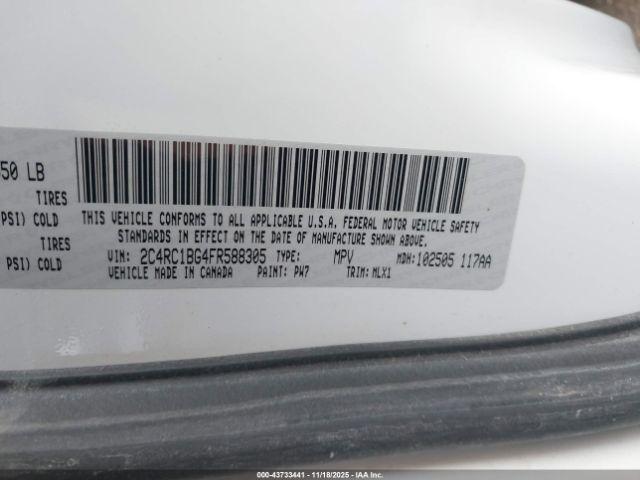 50 LB
TIRES
PSI) COLD
TIRES
PSI) COLD
THIS VEHICLE CONFORMS TO ALL APPLICABLE U.S.A. FEDERAL MOTOR VEHICLE SAFETY
STANDARDS IN EFFECT ON THE DATE OF MANUFACTURE SHOWN ABOVE.
VIN: 2C4RC1BG4FR588305 TYPE: MPV MDH:102505 117AA
VEHICLE MADE IN CANADA PAINT: PW7 TRIM: MLX1
000-43733441 - 11/18/2025 - IAA Corp.